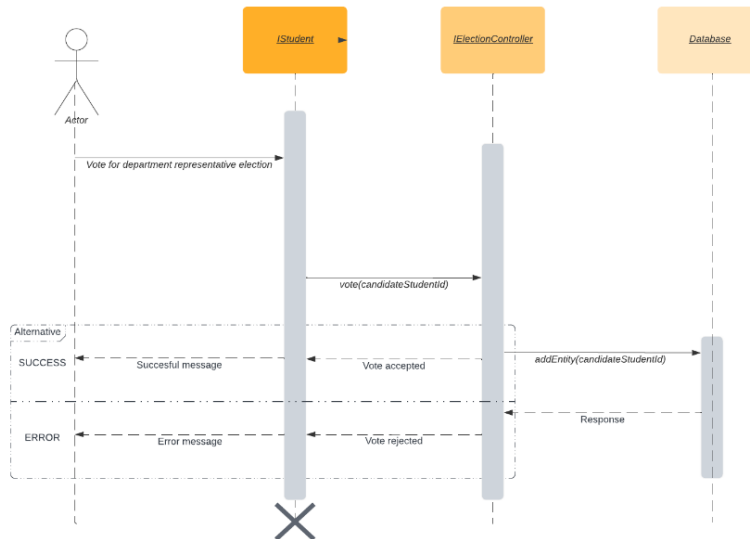 IStudent
IElectionController
Database
Actor
Vote for department representative election
vote(candidateStudentId)
Alternative
addEntity(candidateStudentId)
SUCCESS
Succesful message
Vote accepted
Response
ERROR
Error message
Vote rejected